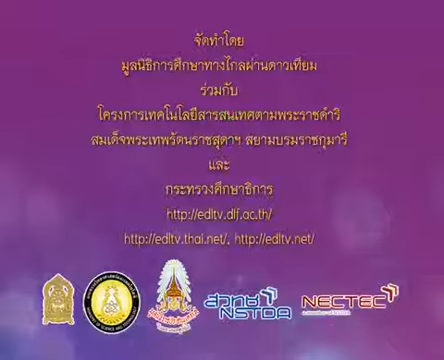 จัดทำโดย
มูลนิธิการศึกษาทางไกลผ่านดาวเทียม
ร่วมกับ
โครงการเทคโนโลยีสารสนเทศตามพระราชดำริ
สมเด็จพระเทพรัตนราชสุดาฯ สยามบรมราชกุมารี
และ
กระทรวงศึกษาธิการ
http://edltv.dlf.ac.th/
http://edltv.thai.net/, http://edltv.net/
สวทช NECTEC
NSTDA